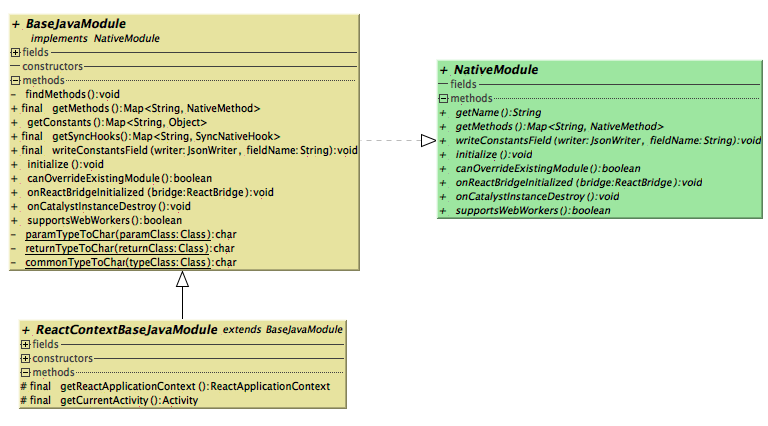 + BaseJavaModule
implements NativeModule
+ fields
constructors
- methods
- findMethods():void
+ final getMethods():Map<String, NativeMethod>
+ getConstants():Map<String, Object>
+ final getSyncHooks():Map<String, SyncNativeHook>
+ final writeConstantsField (writer:JsonWriter, fieldName:String):void
+ initialize ():void
+ canOverrideExistingModule():boolean
+ onReactBridgeInitialized (bridge:ReactBridge):void
+ onCatalystInstanceDestroy():void
+ supportsWebWorkers():boolean
- paramTypeToChar(paramClass:Class):char
- returnTypeToChar(returnClass:Class):char
- commonTypeToChar(typeClass:Class):char
+ NativeModule
fields
- methods
+ getName():String
+ getMethods():Map<String, NativeMethod>
+ writeConstantsField (writer:JsonWriter, fieldName:String):void
+ initialize ():void
+ canOverrideExistingModule():boolean
+ onReactBridgeInitialized (bridge:ReactBridge):void
+ onCatalystInstanceDestroy():void
+ supportsWebWorkers():boolean
+ ReactContextBaseJavaModule extends BaseJavaModule
+ fields
+ constructors
- methods
# final getReactApplicationContext ():ReactApplicationContext
# final getCurrentActivity():Activity